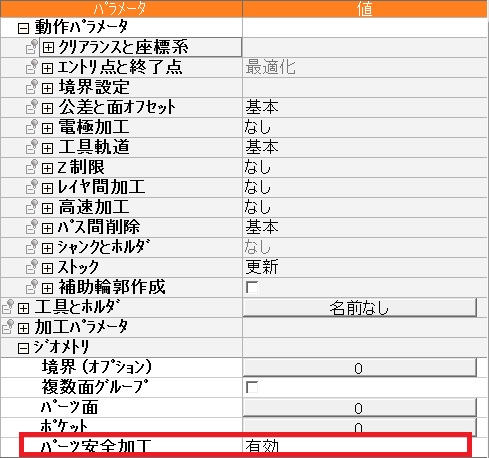 パラメータ 値
動作パラメータ
クリアランスと座標系
エントリ点と終了点 最適化
境界設定
公差と面オフセット 基本
電極加工 なし
工具軌道 基本
Z制限 なし
レイヤ間加工 なし
高速加工 なし
パス間削除 基本
シャンクとホルダ なし
ストック 更新
補助輪郭作成
工具とホルダ 名前なし
加工パラメータ
ジオメトリ
境界(オプション) 0
複数面グループ
パーツ面 0
ポケット 0
パーツ安全加工 有効